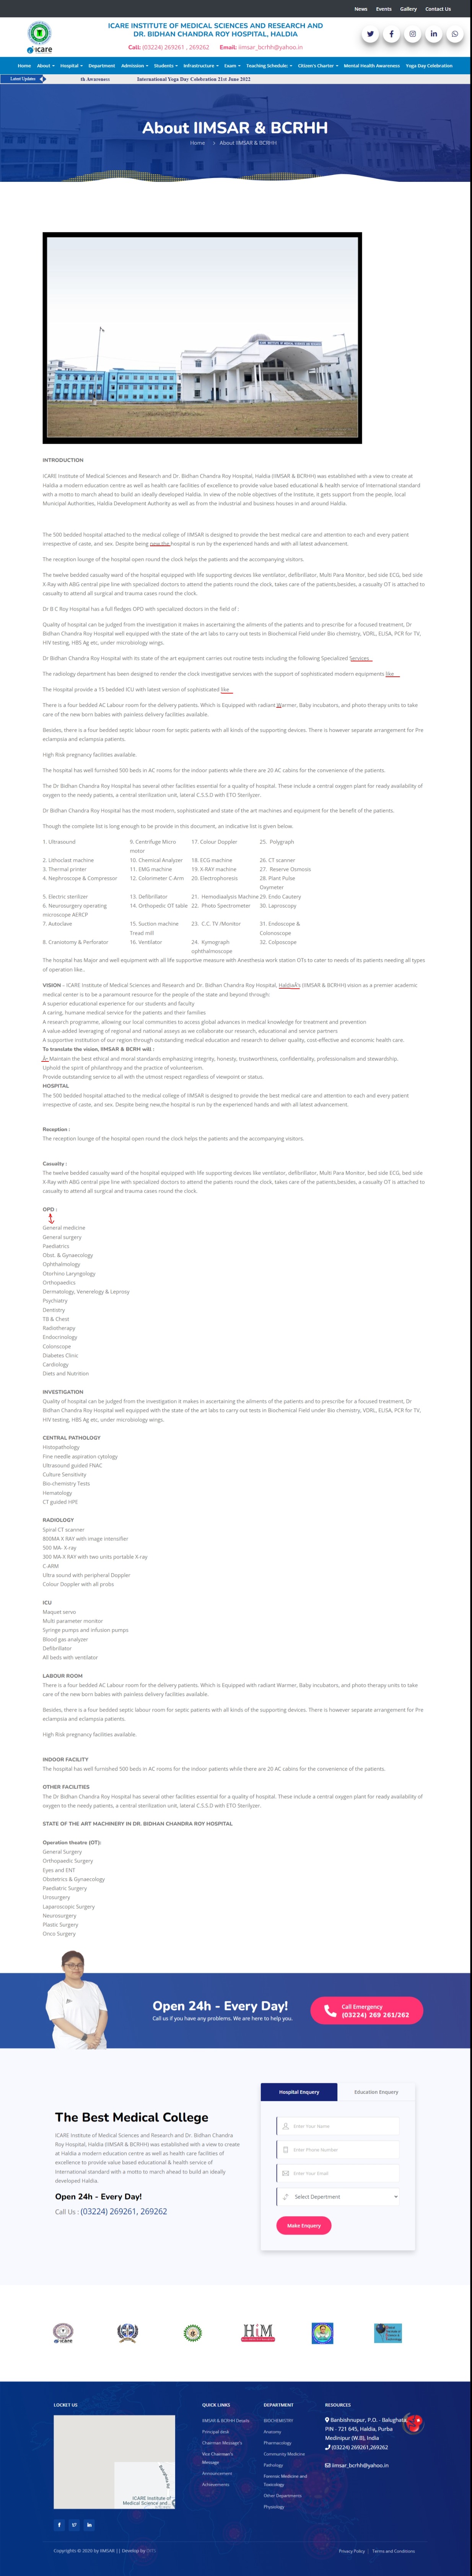 News Events Gallery Contact Us
ICARE INSTITUTE OF MEDICAL SCIENCES AND RESEARCH AND
DR. BIDHAN CHANDRA ROY HOSPITAL, HALDIA
icare
Call: (03224) 269261 , 269262 Email: iimsar_bcrhh@yahoo.in
Home About Hospital Department Admission Students Infrastructure Exam Teaching Schedule: Citizen's Charter Mental Health Awareness Yoga Day Celebration
Latest Updates th Awareness International Yoga Day Celebration 21st June 2022
About IIMSAR & BCRHH
Home > About IIMSAR & BCRHH
INTRODUCTION
ICARE Institute of Medical Sciences and Research and Dr. Bidhan Chandra Roy Hospital, Haldia (IIMSAR & BCRHH) was established with a view to create at
Haldia a modern education centre as well as health care facilities of excellence to provide value based educational & health service of International standard
with a motto to march ahead to build an ideally developed Haldia. In view of the noble objectives of the Institute, it gets support from the people, local
Municipal Authorities, Haldia Development Authority as well as from the industrial and business houses in and around Haldia.
The 500 bedded hospital attached to the medical college of IIMSAR is designed to provide the best medical care and attention to each and every patient
irrespective of caste, and sex. Despite being new,the hospital is run by the experienced hands and with all latest advancement.
The reception lounge of the hospital open round the clock helps the patients and the accompanying visitors.
The twelve bedded casualty ward of the hospital equipped with life supporting devices like ventilator, defibrillator, Multi Para Monitor, bed side ECG, bed side
X-Ray with ABG central pipe line with specialized doctors to attend the patients round the clock, takes care of the patients,besides, a casualty OT is attached to
casualty to attend all surgical and trauma cases round the clock.
Dr B C Roy Hospital has a full fledges OPD with specialized doctors in the field of :
Quality of hospital can be judged from the investigation it makes in ascertaining the ailments of the patients and to prescribe for a focused treatment, Dr
Bidhan Chandra Roy Hospital well equipped with the state of the art labs to carry out tests in Biochemical Field under Bio chemistry, VDRL, ELISA, PCR for TV,
HIV testing, HBS Ag etc, under microbiology wings.
Dr Bidhan Chandra Roy Hospital with its state of the art equipment carries out routine tests including the following Specialized Services.
The radiology department has been designed to render the clock investigative services with the support of sophisticated modern equipments like
The Hospital provide a 15 bedded ICU with latest version of sophisticated like
There is a four bedded AC Labour room for the delivery patients. Which is Equipped with radiant Warmer, Baby incubators, and photo therapy units to take
care of the new born babies with painless delivery facilities available.
Besides, there is a four bedded septic labour room for septic patients with all kinds of the supporting devices. There is however separate arrangement for Pre
eclampsia and eclampsia patients.
High Risk pregnancy facilities available.
The hospital has well furnished 500 beds in AC rooms for the indoor patients while there are 20 AC cabins for the convenience of the patients.
The Dr Bidhan Chandra Roy Hospital has several other facilities essential for a quality of hospital. These include a central oxygen plant for ready availability of
oxygen to the needy patients, a central sterilization unit, lateral C.S.S.D with ETO Sterilyzer.
Dr Bidhan Chandra Roy Hospital has the most modern, sophisticated and state of the art machines and equipment for the benefit of the patients.
Though the complete list is long enough to be provide in this document, an indicative list is given below.
1. Ultrasound 9. Centrifuge Micro motor 17. Colour Doppler 25. Polygraph
2. Lithoclast machine 10. Chemical Analyzer 18. ECG machine 26. CT scanner
3. Thermal printer 11. EMG machine 19. X-RAY machine 27. Reserve Osmosis
4. Nephroscope & Compressor 12. Colorimeter C.Arm 20. Electrophoresis 28. Plant Pulse Oxymeter
5. Electric sterilizer 13. Defibrillator 21. Hemodialysis Machine 29. Endo Cautery
6. Neurosurgery operating microscope AERCP 14. Orthopedic OT table 22. Photo Spectrometer 30. Laproscopy
7. Autoclave 15. Suction machine Tread mill 23. C.C. TV /Monitor 31. Endoscope & Colonoscope
8. Craniotomy & Perforator 16. Ventilator 24. Kymograph ophthalmoscope 32. Colposcope
The hospital has Major and well equipment with all life supportive measure with Anesthesia work station OTs to cater to needs of its patients needing all types
of operation like..
VISION – ICARE Institute of Medical Sciences and Research and Dr. Bidhan Chandra Roy Hospital, (IIMSAR & BCRHH) vision as a premier academic
medical center is to be a paramount resource for the people of the state and beyond through:
A superior educational experience for our students and faculty
A caring, humane medical service for the patients and their families
A research programme, allowing our local communities to access global advances in medical knowledge for treatment and prevention
A value-added leveraging of regional and national assays as we collaborate our research, educational and service partners
A supportive institution of our region through outstanding medical education and research to deliver quality, cost-effective and economic health care.
To translate the vision, IIMSAR & BCRH will :
Maintain the best ethical and moral standards emphasizing integrity, honesty, trustworthiness, confidentiality, professionalism and stewardship.
Uphold the spirit of philanthropy and the practice of volunteerism.
Provide outstanding service to all with the utmost respect regardless of viewpoint or status.
HOSPITAL
The 500 bedded hospital attached to the medical college of IIMSAR is designed to provide the best medical care and attention to each and every patient
irrespective of caste, and sex. Despite being new,the hospital is run by the experienced hands and with all latest advancement.
Reception :
The reception lounge of the hospital open round the clock helps the patients and the accompanying visitors.
Casualty :
The twelve bedded casualty ward of the hospital equipped with life supporting devices like ventilator, defibrillator, Multi Para Monitor, bed side ECG, bed side
X-Ray with ABG central pipe line with specialized doctors to attend the patients round the clock, takes care of the patients,besides, a casualty OT is attached to
casualty to attend all surgical and trauma cases round the clock.
OPD :
General medicine
General surgery
Paediatrics
Obst. & Gynaecology
Ophthalmology
Otorhino Laryngology
Orthopaedics
Dermatology, Venerelogy & Leprosy
Psychiatry
Dentistry
TB & Chest
Radiotherapy
Endocrinology
Colonscope
Diabetes Clinic
Cardiology
Diets and Nutrition
INVESTIGATION
Quality of hospital can be judged from the investigation it makes in ascertaining the ailments of the patients and to prescribe for a focused treatment, Dr
Bidhan Chandra Roy Hospital well equipped with the state of the art labs to carry out tests in Biochemical Field under Bio chemistry, VDRL, ELISA, PCR for TV,
HIV testing, HBS Ag etc, under microbiology wings.
CENTRAL PATHOLOGY
Histopathology
Fine needle aspiration cytology
Ultrasound guided FNAC
Culture Sensitivity
Bio-chemistry Tests
Hematology
CT guided HPE
RADIOLOGY
Spiral CT scanner
800MA X RAY with image intensifier
500 MA- X-ray
300 MA-X RAY with two units portable X-ray
C-ARM
Ultra sound with peripheral Doppler
Colour Doppler with all probs
ICU
Maquet servo
Multi parameter monitor
Syringe pumps and infusion pumps
Blood gas analyzer
Defibrillator
All beds with ventilator
LABOUR ROOM
There is a four bedded AC Labour room for the delivery patients. Which is Equipped with radiant Warmer, Baby incubators, and photo therapy units to take
care of the new born babies with painless delivery facilities available.
Besides, there is a four bedded septic labour room for septic patients with all kinds of the supporting devices. There is however separate arrangement for Pre
eclampsia and eclampsia patients.
High Risk pregnancy facilities available.
INDOOR FACILITY
The hospital has well furnished 500 beds in AC rooms for the indoor patients while there are 20 AC cabins for the convenience of the patients.
OTHER FACILITIES
The Dr Bidhan Chandra Roy Hospital has several other facilities essential for a quality of hospital. These include a central oxygen plant for ready availability of
oxygen to the needy patients, a central sterilization unit, lateral C.S.S.D with ETO Sterilyzer.
STATE OF THE ART MACHINERY IN DR. BIDHAN CHANDRA ROY HOSPITAL
Operation theatre (OT):
General Surgery
Orthopaedic Surgery
Eyes and ENT
Obstetrics & Gynaecology
Paediatric Surgery
Urosurgery
Laparoscopic Surgery
Neurosurgery
Plastic Surgery
Onco Surgery
Open 24h - Every Day!
Call us if you have any problems. We are here to help you.
Call Emergency
(03224) 269 261/262
Hospital Enquery Education Enquery
The Best Medical College
ICARE Institute of Medical Sciences and Research and Dr. Bidhan Chandra
Roy Hospital, Haldia (IIMSAR & BCRHH) was established with a view to create
at Haldia a modern education centre as well as health care facilities of
excellence to provide value based educational & health service of
International standard with a motto to march ahead to build an ideally
developed Haldia.
Open 24h - Every Day!
Call Us : (03224) 269261, 269262
Enter Your Name
Enter Phone Number
Enter Your Email
Select Depertment
Make Enquery
icare
HiM
LOCKET US
ICARE Institute of
Medical Science and...
QUICK LINKS
IIMSAR & BCRHH Details
Principal desk
Chairman Message's
Vice Chairman's
Message
Announcement
Achievements
DEPARTMENT
BIOCHEMISTRY
Anatomy
Pharmacology
Community Medicine
Pathology
Forensic Medicine and
Toxicology
Other Departments
Physiology
RESOURCES
Banbishnupur, P.O. - Balughata,
PIN - 721 645, Haldia, Purba
Medinipur (W.B), India
(03224) 269261,269262
iimsar_bcrhh@yahoo.in
Copyrights © 2020 by IIMSAR || Develop by
Privacy Policy | Terms and Conditions